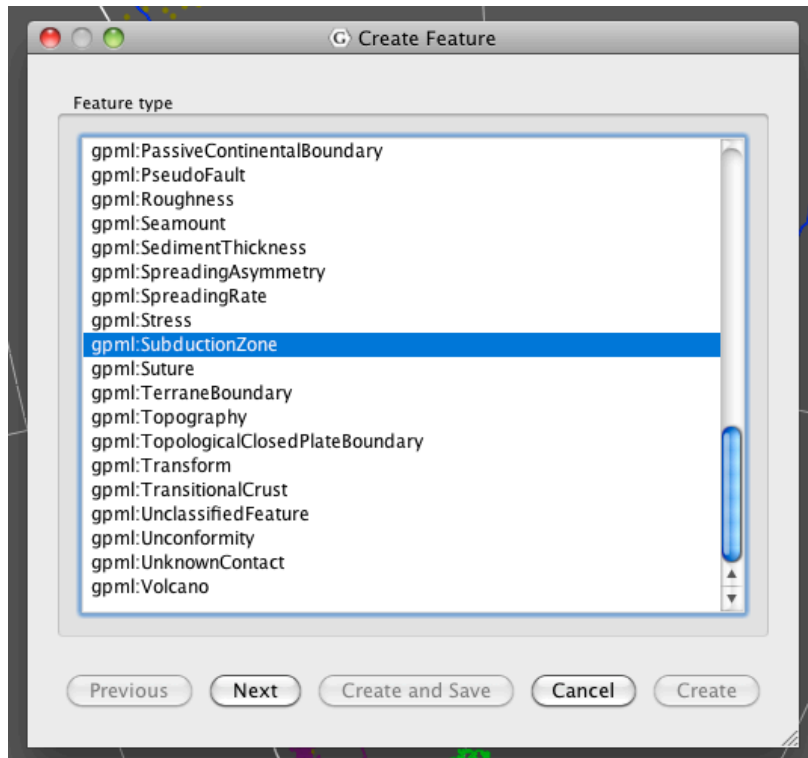 Create Feature
Feature type
gpml:PassiveContinentalBoundary
gpml:PseudoFault
gpml:Roughness
gpml:Seamount
gpml:SedimentThickness
gpml:SpreadingAsymmetry
gpml:SpreadingRate
gpml:Stress
gpml:SubductionZone
gpml:Suture
gpml:TerraneBoundary
gpml:Topography
gpml:TopologicalClosedPlateBoundary
gpml:Transform
gpml:TransitionalCrust
gpml:UnclassifiedFeature
gpml:Unconformity
gpml:UnknownContact
gpml:Volcano
Previous Next Create and Save Cancel Create